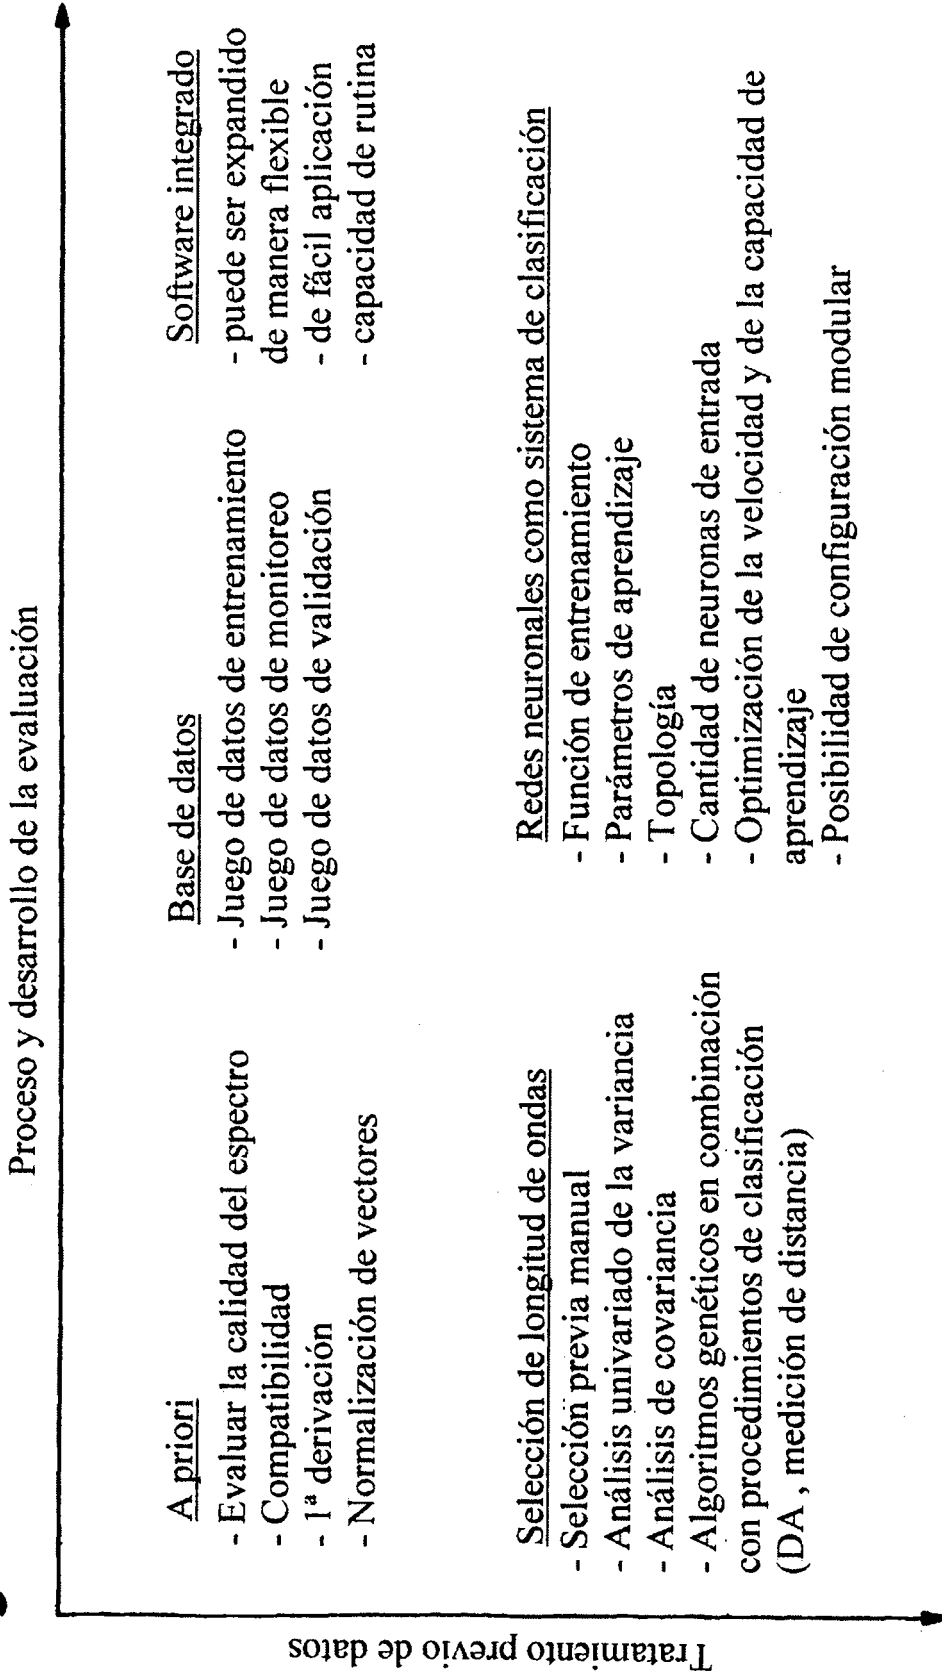 Proceso y desarrollo de la evaluación
Tratamiento previo de datos
A priori
- Evaluar la calidad del espectro
- Compatibilidad
- 1ª derivación
- Normalización de vectores
Base de datos
- Juego de datos de entrenamiento
- Juego de datos de monitoreo
- Juego de datos de validación
Software integrado
- puede ser expandido
de manera flexible
- de fácil aplicación
- capacidad de rutina
Selección de longitud de ondas
- Selección previa manual
- Análisis univariado de la variancia
- Análisis de covariancia
- Algoritmos genéticos en combinación
con procedimientos de clasificación
(DA , medición de distancia)
Redes neuronales como sistema de clasificación
- Función de entrenamiento
- Parámetros de aprendizaje
- Topología
- Cantidad de neuronas de entrada
- Optimización de la velocidad y de la capacidad de
aprendizaje
- Posibilidad de configuración modular